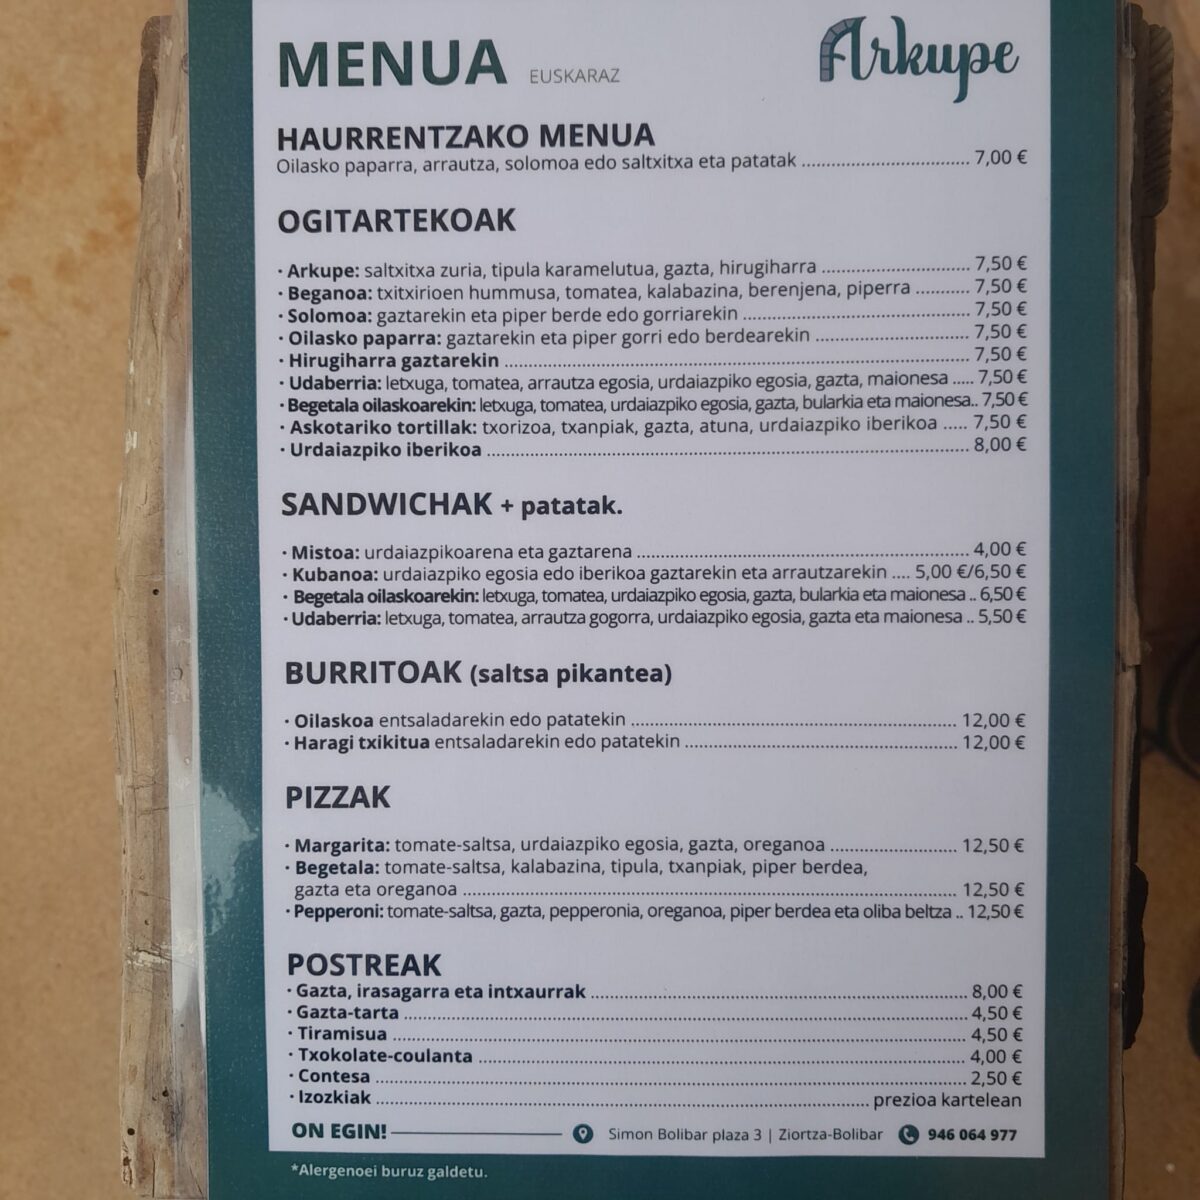 MENUA EUSKARAZ
Arkupe
HAURRENTZAKO MENUA
Oilasko paparra, arrautza, solomoa edo saltxitxa eta patatak ................................ 7,00 €
OGITARTEKOAK
· Arkupe: saltxitxa zuria, tipula karamelutua, gazta, hirugiharra ............................ 7,50 €
· Beganoa: txitxirioen hummusa, tomatea, kalabazina, berenjena, piperra .......... 7,50 €
· Solomoa: gaztarekin eta piper berde edo gorriarekin .......................................... 7,50 €
· Oilasko paparra: gaztarekin eta piper gorri edo berdearekin ............................. 7,50 €
· Hirugiharra gaztarekin ........................................................................................ 7,50 €
· Udaberria: letxuga, tomatea, arrautza egosia, urdaiazpiko egosia, gazta, maionesa ..... 7,50 €
· Begetala oilaskoarekin: letxuga, tomatea, urdaiazpiko egosia, gazta, bularkia eta maionesa.. 7,50 €
· Askotariko tortillak: txorizoa, txanpiak, gazta, atuna, urdaiazpiko iberikoa ..... 7,50 €
· Urdaiazpiko iberikoa ........................................................................................... 8,00 €
SANDWICHAK + patatak.
· Mistoa: urdaiazpikoarena eta gaztarena ............................................................... 4,00 €
· Kubanoa: urdaiazpiko egosia edo iberikoa gaztarekin eta arrautzarekin .... 5,00 €/6,50 €
· Begetala oilaskoarekin: letxuga, tomatea, urdaiazpiko egosia, gazta, bularkia eta maionesa .. 6,50 €
· Udaberria: letxuga, tomatea, arrautza gogorra, urdaiazpiko egosia, gazta eta maionesa .. 5,50 €
BURRITOAK (saltsa pikantea)
· Oilaskoa entsaladarekin edo patatekin ............................................................... 12,00 €
· Haragi txikitua entsaladarekin edo patatekin ..................................................... 12,00 €
PIZZAK
· Margarita: tomate-saltsa, urdaiazpiko egosia, gazta, oreganoa ......................... 12,50 €
· Begetala: tomate-saltsa, kalabazina, tipula, txanpiak, piper berdea,
gazta eta oreganoa ............................................................................................... 12,50 €
· Pepperoni: tomate-saltsa, gazta, pepperonia, oreganoa, piper berdea eta oliba beltza .. 12,50 €
POSTREAK
· Gazta, irasagarra eta intxaurrak ........................................................................ 8,00 €
· Gazta-tarta ........................................................................................................... 4,50 €
· Tiramisua ............................................................................................................. 4,50 €
· Txokolate-coulanta .............................................................................................. 4,00 €
· Contesa ................................................................................................................ 2,50 €
· Izozkiak ............................................................................................. prezioa kartelean
ON EGIN! Simon Bolibar plaza 3 | Ziortza-Bolibar 946 064 977
*Alergenoei buruz galdetu.